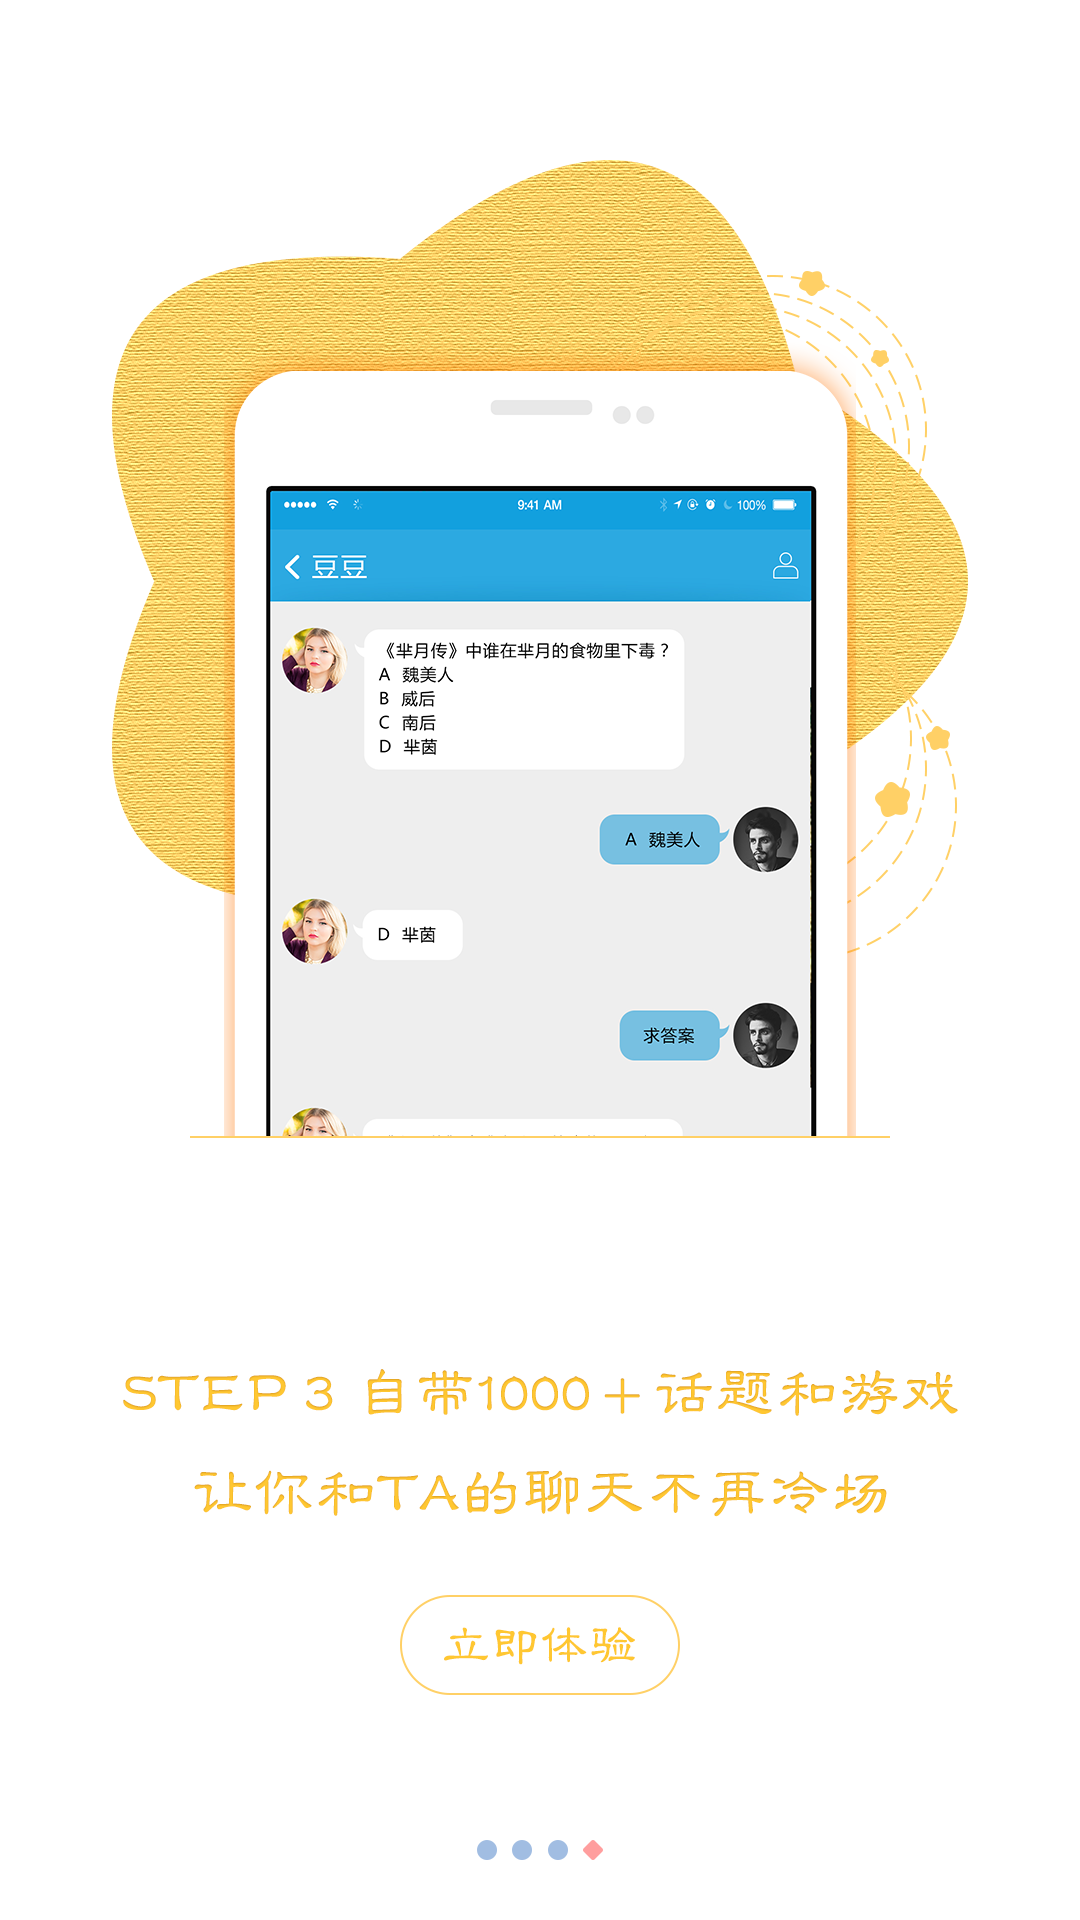 9:41 AM
100%
豆豆
《芈月传》中谁在芈月的食物里下毒？
A 魏美人
B 威后
C 南后
D 芈茵
A 魏美人
D 芈茵
求答案
STEP 3 自带1000+话题和游戏
让你和TA的聊天不再冷场
立即体验